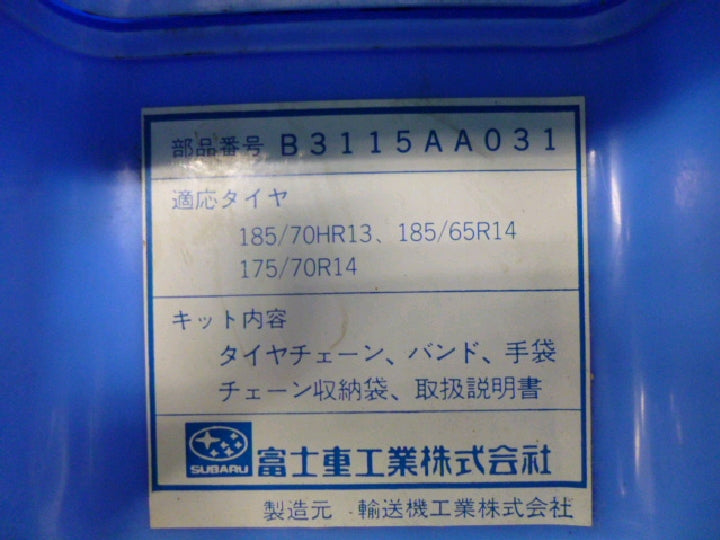 部品番号 B3115AA031
適応タイヤ
185/70HR13、185/65R14
175/70R14
キット内容
タイヤチェーン、バンド、手袋
チェーン収納袋、取扱説明書
SUBARU 富士重工業株式会社
製造元 輸送機工業株式会社